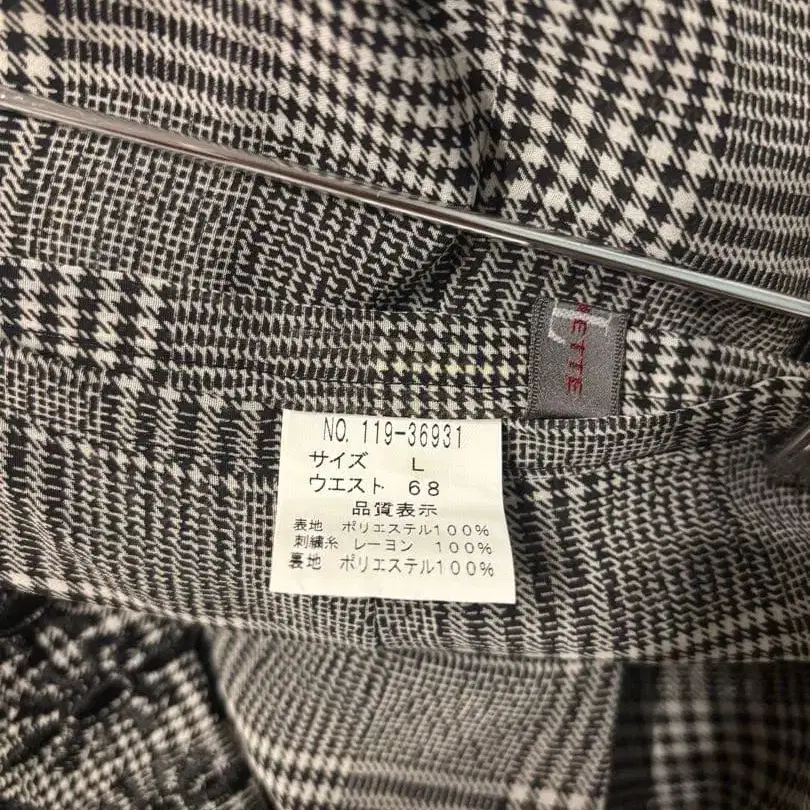 ETTE
NO. 119-36931
サイズ L
ウエスト 68
品質表示
表地 ポリエステル100%
刺繍糸 レーヨン 100%
裏地 ポリエステル100%